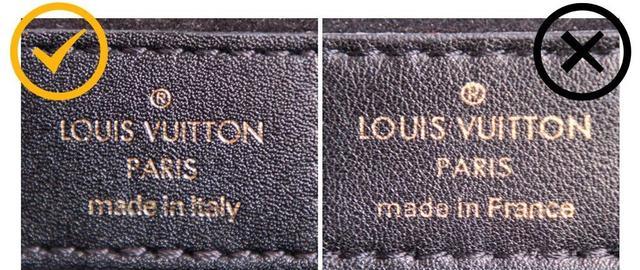 ®
LOUIS VUITTON
PARIS
made in Italy
®
LOUIS VUITTON
PARIS
made in France